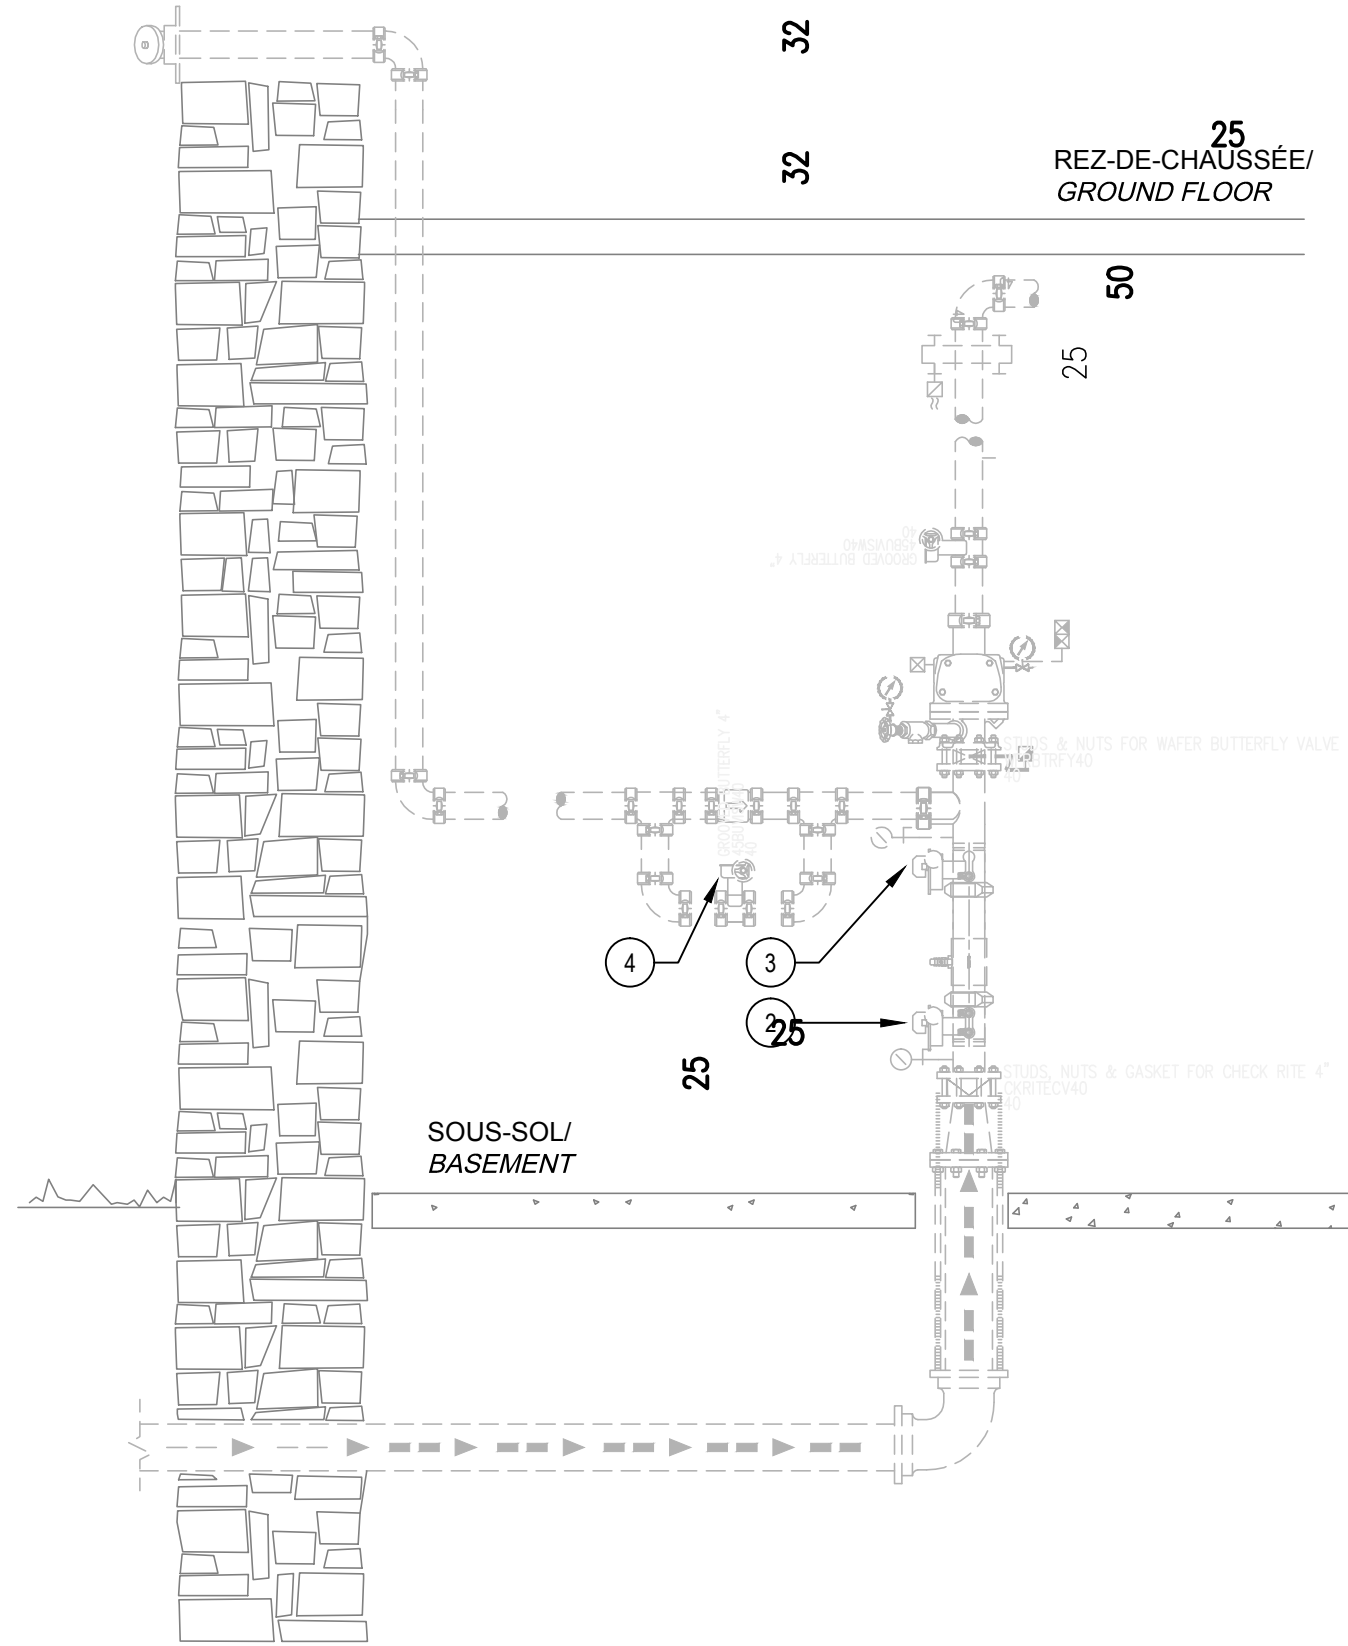 32
25
32
REZ-DE-CHAUSSÉE/
GROUND FLOOR
50
25
40
45BUVISW40
GROOVED BUTTERFLY 4"
STUDS & NUTS FOR WAFER BUTTERFLY VALVE
40
4
3
2
25
25
STUDS, NUTS & GASKET FOR CHECK RITE 4"
CKRITECV40
40
SOUS-SOL/
BASEMENT